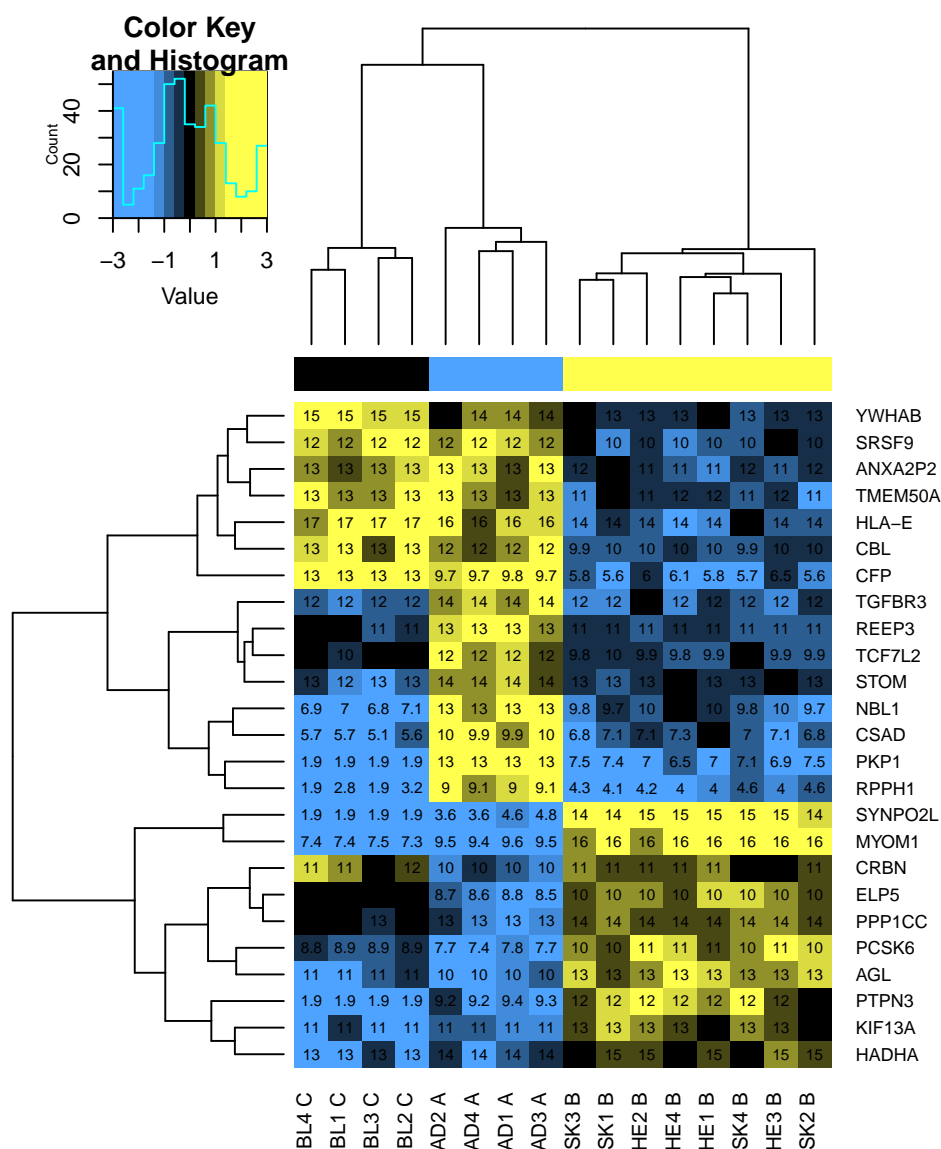 Color Key
and Histogram
Count
0 20 40
−3 −1 1 3
Value
15 15 15 15 14 14 14 13 13 13 13 13 13 YWHAB
12 12 12 12 12 12 12 12 10 10 10 10 10 10 SRSF9
13 13 13 13 13 13 13 13 12 11 11 11 12 11 12 ANXA2P2
13 13 13 13 13 13 13 13 11 11 12 12 11 12 11 TMEM50A
17 17 17 17 16 16 16 16 14 14 14 14 14 14 14 HLA−E
13 13 13 13 12 12 12 12 9.9 10 10 10 10 9.9 10 10 CBL
13 13 13 13 9.7 9.7 9.8 9.7 5.8 5.6 6 6.1 5.8 5.7 6.5 5.6 CFP
12 12 12 12 14 14 14 14 12 12 12 12 12 12 12 TGFBR3
11 11 13 13 13 13 11 11 11 11 11 11 11 11 REEP3
10 12 12 12 12 9.8 10 9.9 9.8 9.9 9.9 9.9 TCF7L2
13 12 13 13 14 14 14 14 13 13 13 13 13 13 STOM
6.9 7 6.8 7.1 13 13 13 13 9.8 9.7 10 10 9.8 10 9.7 NBL1
5.7 5.7 5.1 5.6 10 9.9 9.9 10 6.8 7.1 7.1 7.3 7 7.1 6.8 CSAD
1.9 1.9 1.9 1.9 13 13 13 13 7.5 7.4 7 6.5 7 7.1 6.9 7.5 PKP1
1.9 2.8 1.9 3.2 9 9.1 9 9.1 4.3 4.1 4.2 4 4 4.6 4 4.6 RPPH1
1.9 1.9 1.9 1.9 3.6 3.6 4.6 4.8 14 14 15 15 15 15 15 14 SYNPO2L
7.4 7.4 7.5 7.3 9.5 9.4 9.6 9.5 16 16 16 16 16 16 16 16 MYOM1
11 11 12 10 10 10 10 11 11 11 11 11 11 CRBN
8.7 8.6 8.8 8.5 10 10 10 10 10 10 10 10 ELP5
13 13 13 13 13 14 14 14 14 14 14 14 14 PPP1CC
8.8 8.9 8.9 8.9 7.7 7.4 7.8 7.7 10 10 11 11 11 10 11 10 PCSK6
11 11 11 11 10 10 10 10 13 13 13 13 13 13 13 13 AGL
1.9 1.9 1.9 1.9 9.2 9.2 9.4 9.3 12 12 12 12 12 12 12 PTPN3
11 11 11 11 11 11 11 11 13 13 13 13 13 13 KIF13A
13 13 13 13 14 14 14 14 15 15 15 15 15 HADHA
BL4 C
BL1 C
BL3 C
BL2 C
AD2 A
AD4 A
AD1 A
AD3 A
SK3 B
SK1 B
HE2 B
HE4 B
HE1 B
SK4 B
HE3 B
SK2 B